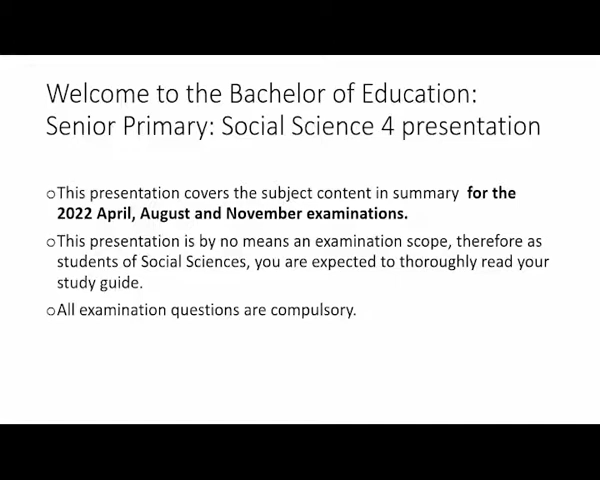 Welcome to the Bachelor of Education:
Senior Primary: Social Science 4 presentation
oThis presentation covers the subject content in summary for the
2022 April, August and November examinations.
oThis presentation is by no means an examination scope, therefore as
students of Social Sciences, you are expected to thoroughly read your
study guide.
oAll examination questions are compulsory.